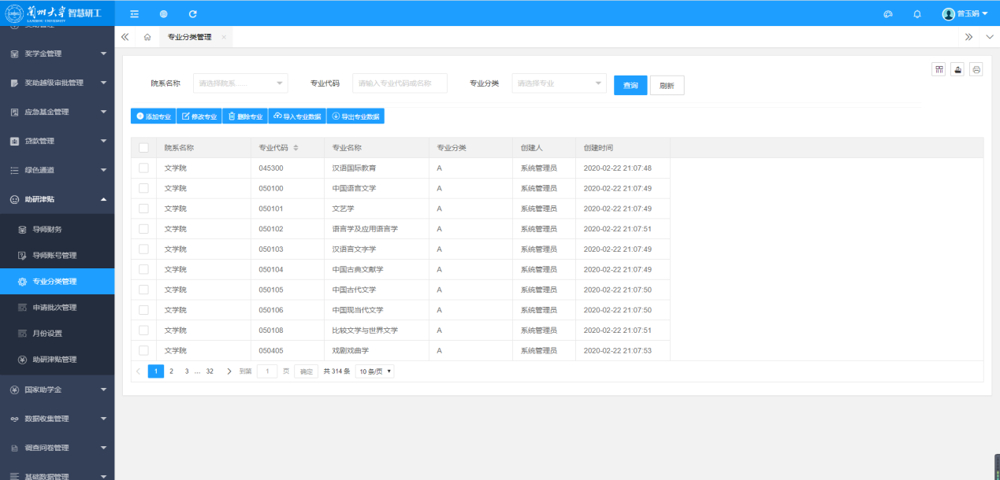 兰州大学 智慧研工
LANZHOU UNIVERSITY
曾玉娟
专业分类管理
奖学金管理
奖助越级审批管理
应急基金管理
贷款管理
绿色通道
助研津贴
导师财务
导师账号管理
专业分类管理
申请批次管理
月份设置
助研津贴管理
国家助学金
数据收集管理
调查问卷管理
基础数据管理
院系名称 请选择院系...... 专业代码 请输入专业代码或名称 专业分类 请选择专业 查询 刷新
添加专业 修改专业 删除专业 导入专业数据 导出专业数据
院系名称 专业代码 专业名称 专业分类 创建人 创建时间
文学院 045300 汉语国际教育 A 系统管理员 2020-02-22 21:07:48
文学院 050100 中国语言文学 A 系统管理员 2020-02-22 21:07:49
文学院 050101 文艺学 A 系统管理员 2020-02-22 21:07:49
文学院 050102 语言学及应用语言学 A 系统管理员 2020-02-22 21:07:51
文学院 050103 汉语言文字学 A 系统管理员 2020-02-22 21:07:49
文学院 050104 中国古典文献学 A 系统管理员 2020-02-22 21:07:49
文学院 050105 中国古代文学 A 系统管理员 2020-02-22 21:07:50
文学院 050106 中国现当代文学 A 系统管理员 2020-02-22 21:07:50
文学院 050108 比较文学与世界文学 A 系统管理员 2020-02-22 21:07:51
文学院 050405 戏剧戏曲学 A 系统管理员 2020-02-22 21:07:53
1 2 3 ... 32 到第 1 页 确定 共 314 条 10 条/页